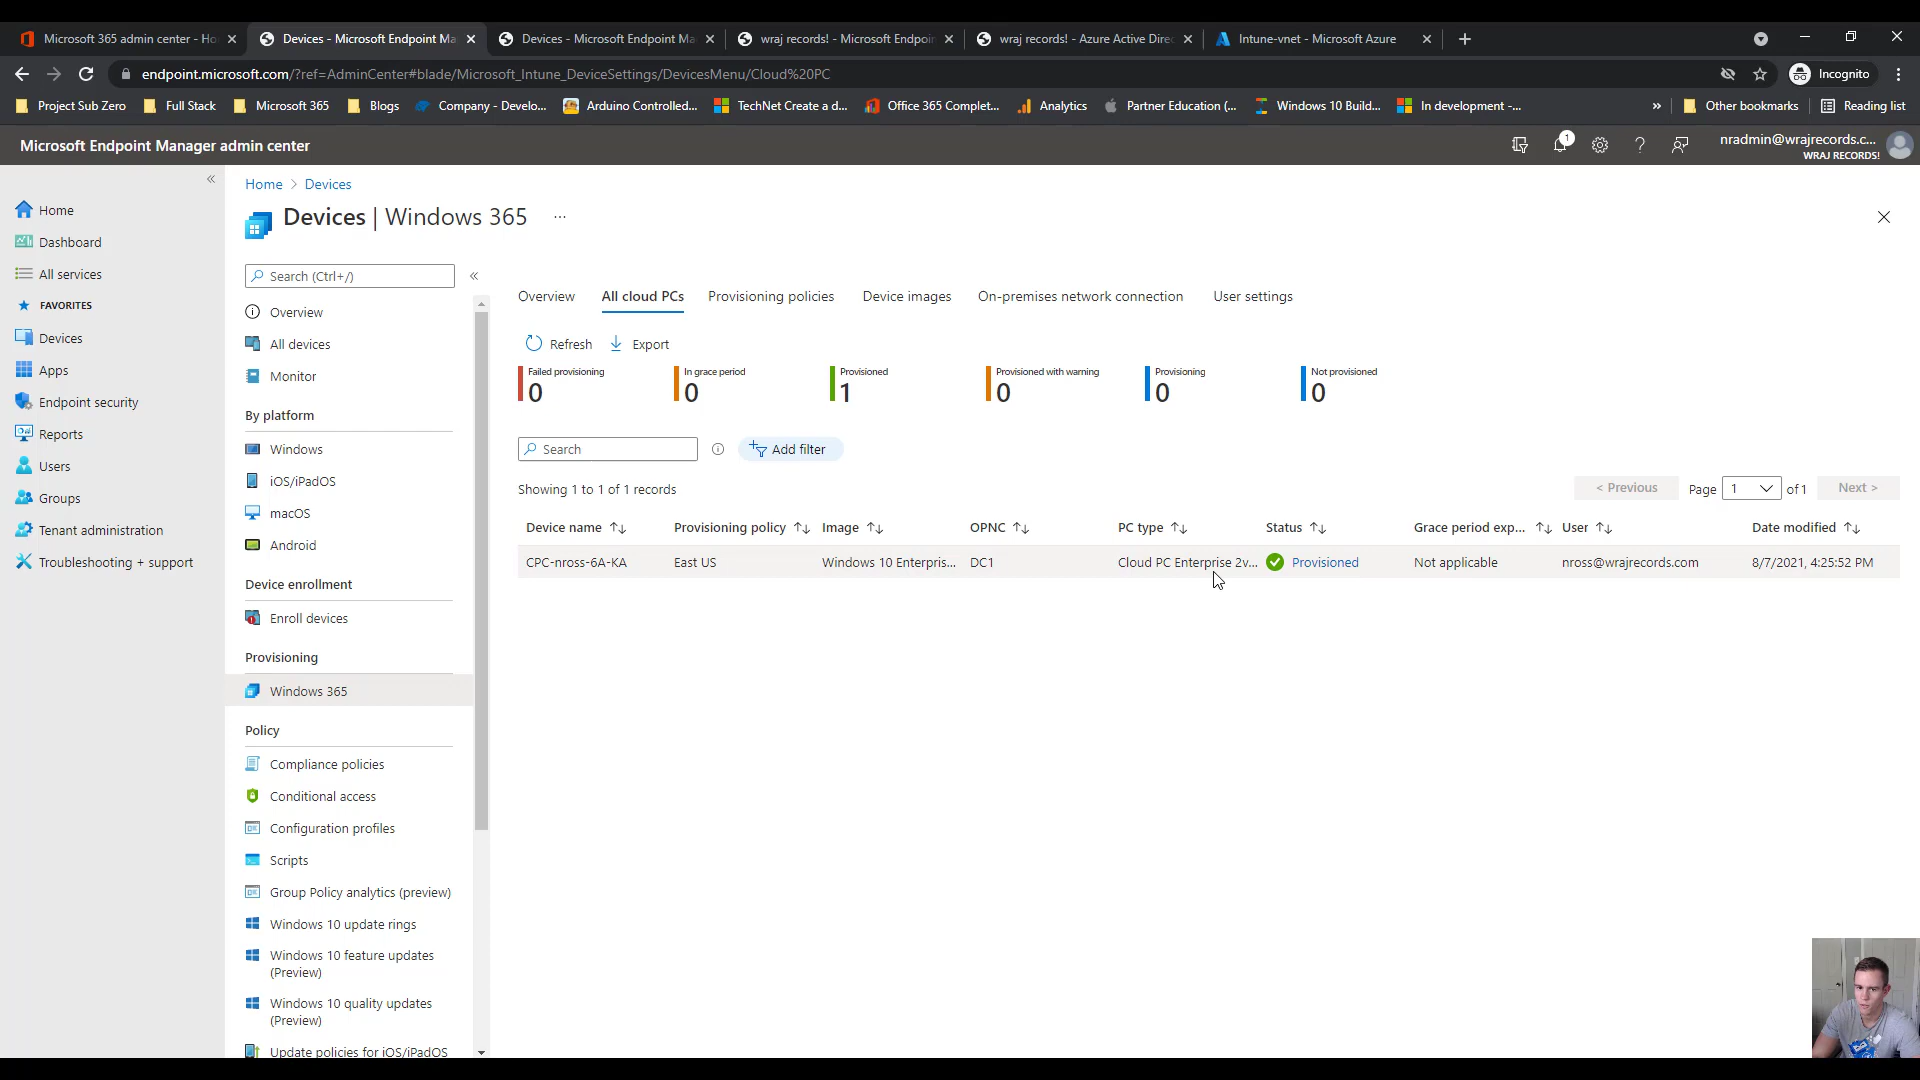 Microsoft 365 admin center - Ho
Devices - Microsoft Endpoint Ma
Devices - Microsoft Endpoint Ma
wraj records! - Microsoft Endpoin
wraj records! - Azure Active Direc
Intune-vnet - Microsoft Azure
endpoint.microsoft.com/?ref=AdminCenter#blade/Microsoft_Intune_DeviceSettings/DevicesMenu/Cloud%20PC
Incognito
Project Sub Zero
Full Stack
Microsoft 365
Blogs
Company - Develo...
Arduino Controlled...
TechNet Create a d...
Office 365 Complet...
Analytics
Partner Education (...
Windows 10 Build...
In development -...
»
Other bookmarks
Reading list
Microsoft Endpoint Manager admin center
1
nradmin@wrajrecords.c...
WRAJ RECORDS!
«
Home
Dashboard
All services
FAVORITES
Devices
Apps
Endpoint security
Reports
Users
Groups
Tenant administration
Troubleshooting + support
Home > Devices
Devices | Windows 365 ...
Search (Ctrl+/)
«
Overview
All devices
Monitor
By platform
Windows
iOS/iPadOS
macOS
Android
Device enrollment
Enroll devices
Provisioning
Windows 365
Policy
Compliance policies
Conditional access
Configuration profiles
Scripts
Group Policy analytics (preview)
Windows 10 update rings
Windows 10 feature updates
(Preview)
Windows 10 quality updates
(Preview)
Update policies for iOS/iPadOS
Overview
All cloud PCs
Provisioning policies
Device images
On-premises network connection
User settings
Refresh
Export
Failed provisioning
0
In grace period
0
Provisioned
1
Provisioned with warning
0
Provisioning
0
Not provisioned
0
Search
Add filter
Showing 1 to 1 of 1 records
< Previous
Page 1 of 1
Next >
Device name
Provisioning policy
Image
OPNC
PC type
Status
Grace period exp...
User
Date modified
CPC-nross-6A-KA
East US
Windows 10 Enterpris...
DC1
Cloud PC Enterprise 2v...
Provisioned
Not applicable
nross@wrajrecords.com
8/7/2021, 4:25:52 PM